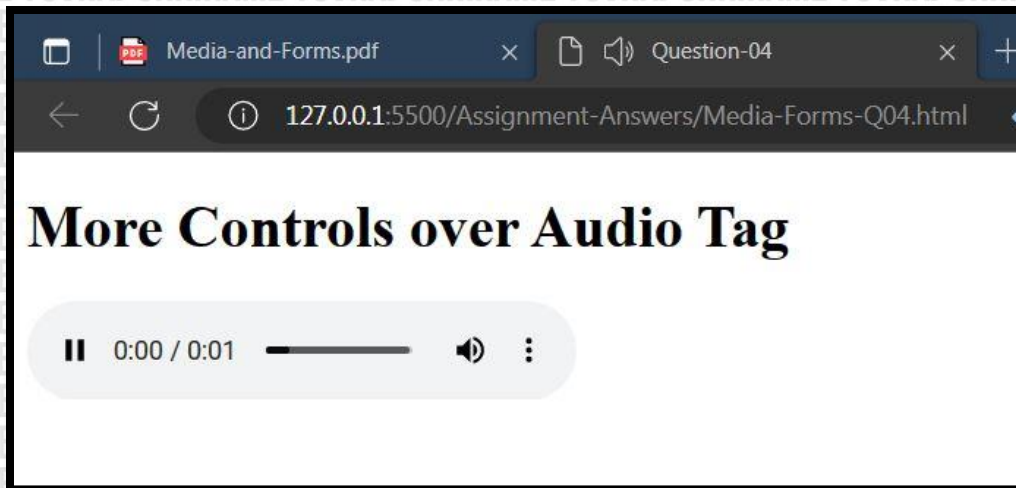 Media-and-Forms.pdf
Question-04
127.0.0.1:5500/Assignment-Answers/Media-Forms-Q04.html
More Controls over Audio Tag
0:00 / 0:01